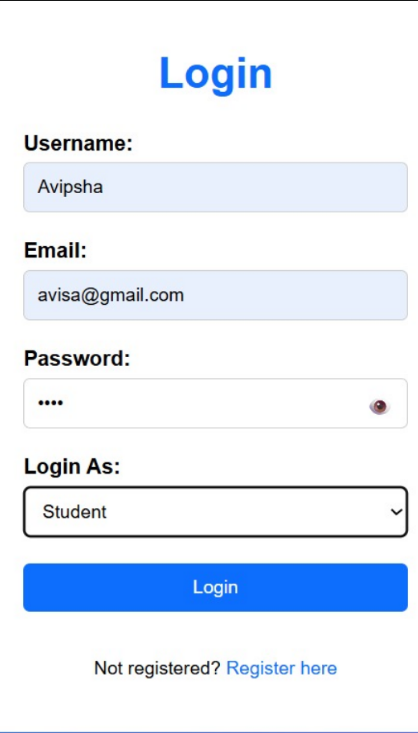 Login
Username:
Avipsha
Email:
avisa@gmail.com
Password:
••••
Login As:
Student
Login
Not registered? Register here